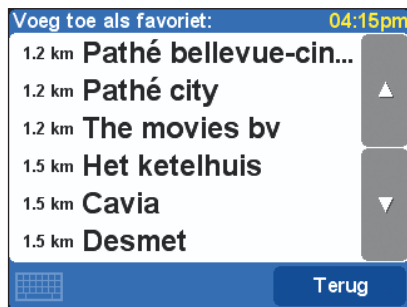 Voeg toe als favoriet: 04:15pm
1.2 km Pathé bellevue-cin...
1.2 km Pathé city
1.2 km The movies bv
1.5 km Het ketelhuis
1.5 km Cavia
1.5 km Desmet
Terug